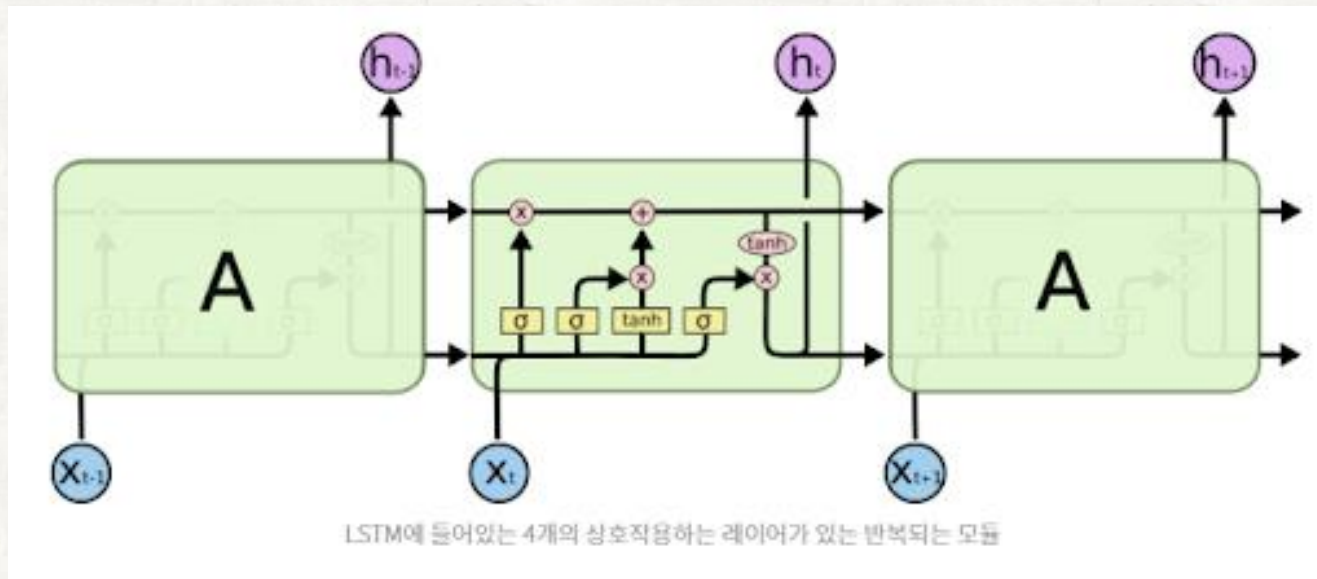 ht-1 ht ht+1
A A
x +
tanh
x x
σ σ tanh σ
Xt-1 Xt Xt+1
LSTM에 들어있는 4개의 상호작용하는 레이어가 있는 반복되는 모듈